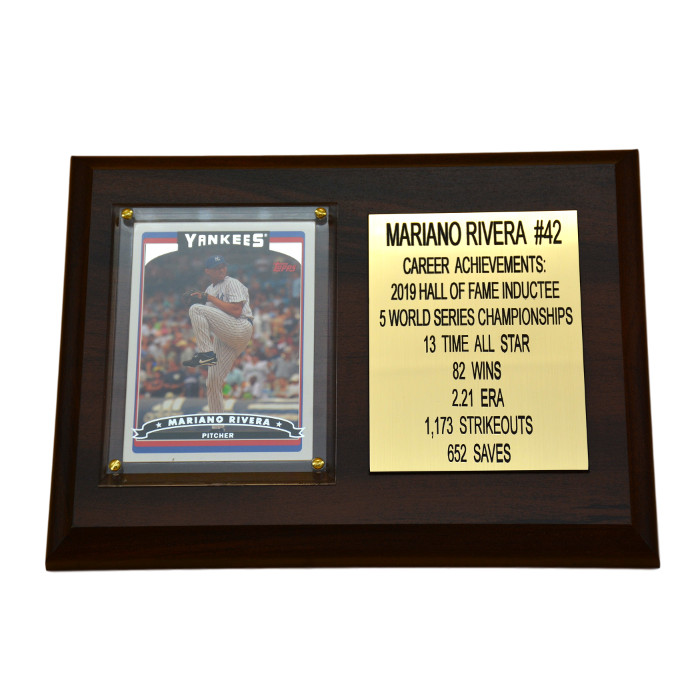 YANKEES
TOPPS
MARIANO RIVERA
PITCHER
MARIANO RIVERA #42
CAREER ACHIEVEMENTS:
2019 HALL OF FAME INDUCTEE
5 WORLD SERIES CHAMPIONSHIPS
13 TIME ALL STAR
82 WINS
2.21 ERA
1,173 STRIKEOUTS
652 SAVES